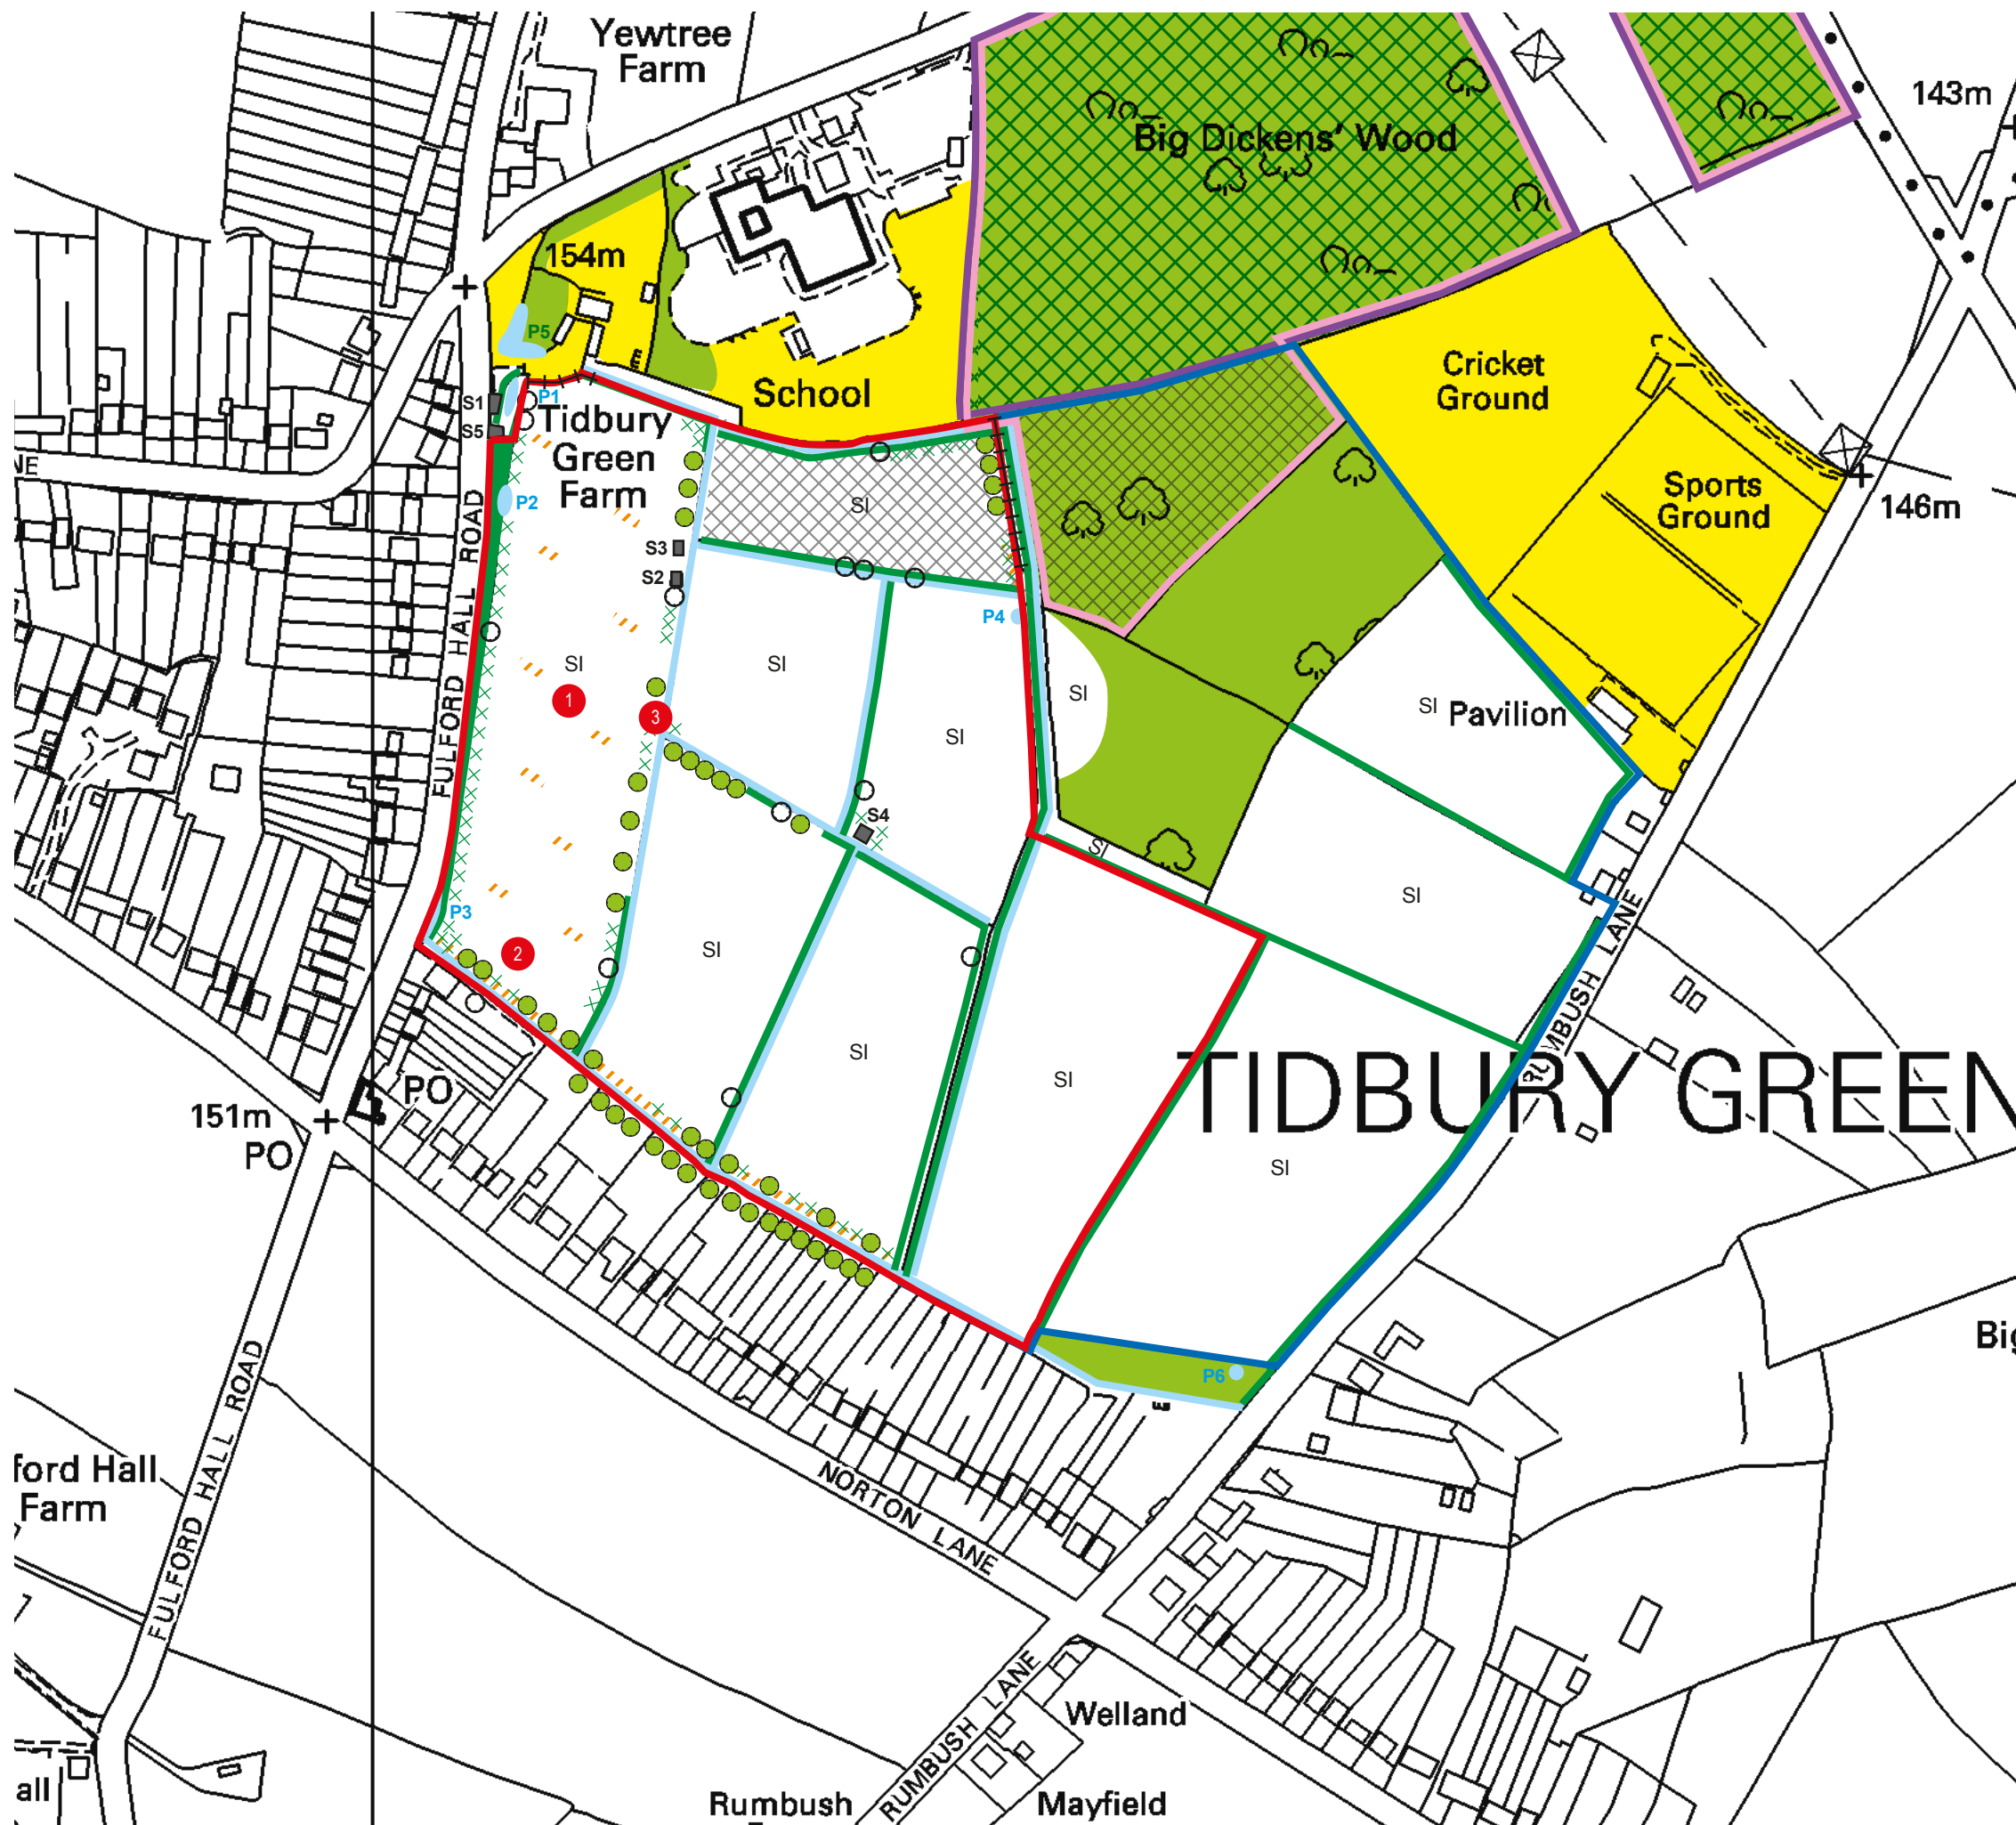 Yewtree
Farm
143m
Big Dickens' Wood
154m
P5
Cricket
Ground
School
S1
P1
S5
Tidbury
Green
Farm
NE
P2
SI
Sports
Ground
146m
FULFORD HALL ROAD
S3
S2
P4
SI
SI
SI
1
3
SI
SI
Pavilion
S4
SI
SI
P3
2
SI
RUMBUSH LANE
SI
SI
TIDBURY GREEN
PO
151m
PO
SI
Big
P6
FULFORD HALL ROAD
ford Hall
Farm
NORTON LANE
RUMBUSH LANE
Welland
all
Rumbush
Mayfield